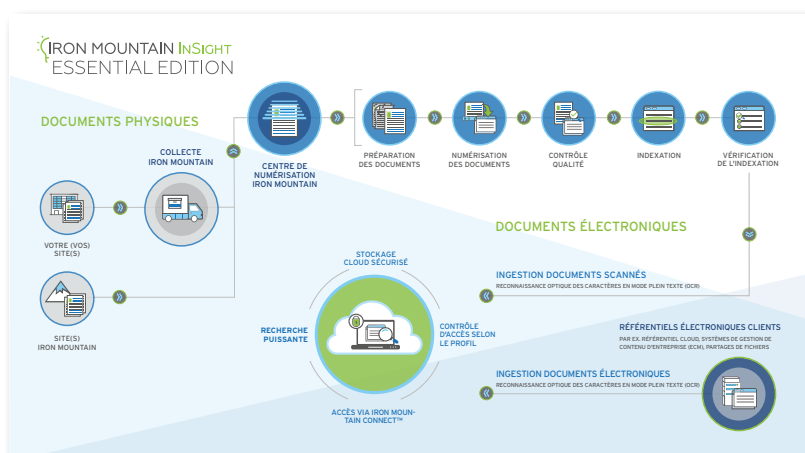 IRON MOUNTAIN INSIGHT
ESSENTIAL EDITION
DOCUMENTS PHYSIQUES
COLLECTE
IRON MOUNTAIN
VOTRE (VOS)
SITE(S)
SITE(S)
IRON MOUNTAIN
CENTRE DE
NUMÉRISATION
IRON MOUNTAIN
PRÉPARATION
DES DOCUMENTS
NUMÉRISATION
DES DOCUMENTS
CONTRÔLE
QUALITÉ
INDEXATION
VÉRIFICATION
DE L'INDEXATION
DOCUMENTS ÉLECTRONIQUES
STOCKAGE
CLOUD SÉCURISÉ
RECHERCHE
PUISSANTE
CONTRÔLE
D'ACCÈS SELON
LE PROFIL
ACCÈS VIA IRON MOUN-
TAIN CONNECT™
INGESTION DOCUMENTS SCANNÉS
RECONNAISSANCE OPTIQUE DES CARACTÈRES EN MODE PLEIN TEXTE (OCR)
RÉFÉRENTIELS ÉLECTRONIQUES CLIENTS
PAR EX. RÉFÉRENTIEL CLOUD, SYSTÈMES DE GESTION DE
CONTENU D'ENTREPRISE (ECM), PARTAGES DE FICHIERS
INGESTION DOCUMENTS ÉLECTRONIQUES
RECONNAISSANCE OPTIQUE DES CARACTÈRES EN MODE PLEIN TEXTE (OCR)